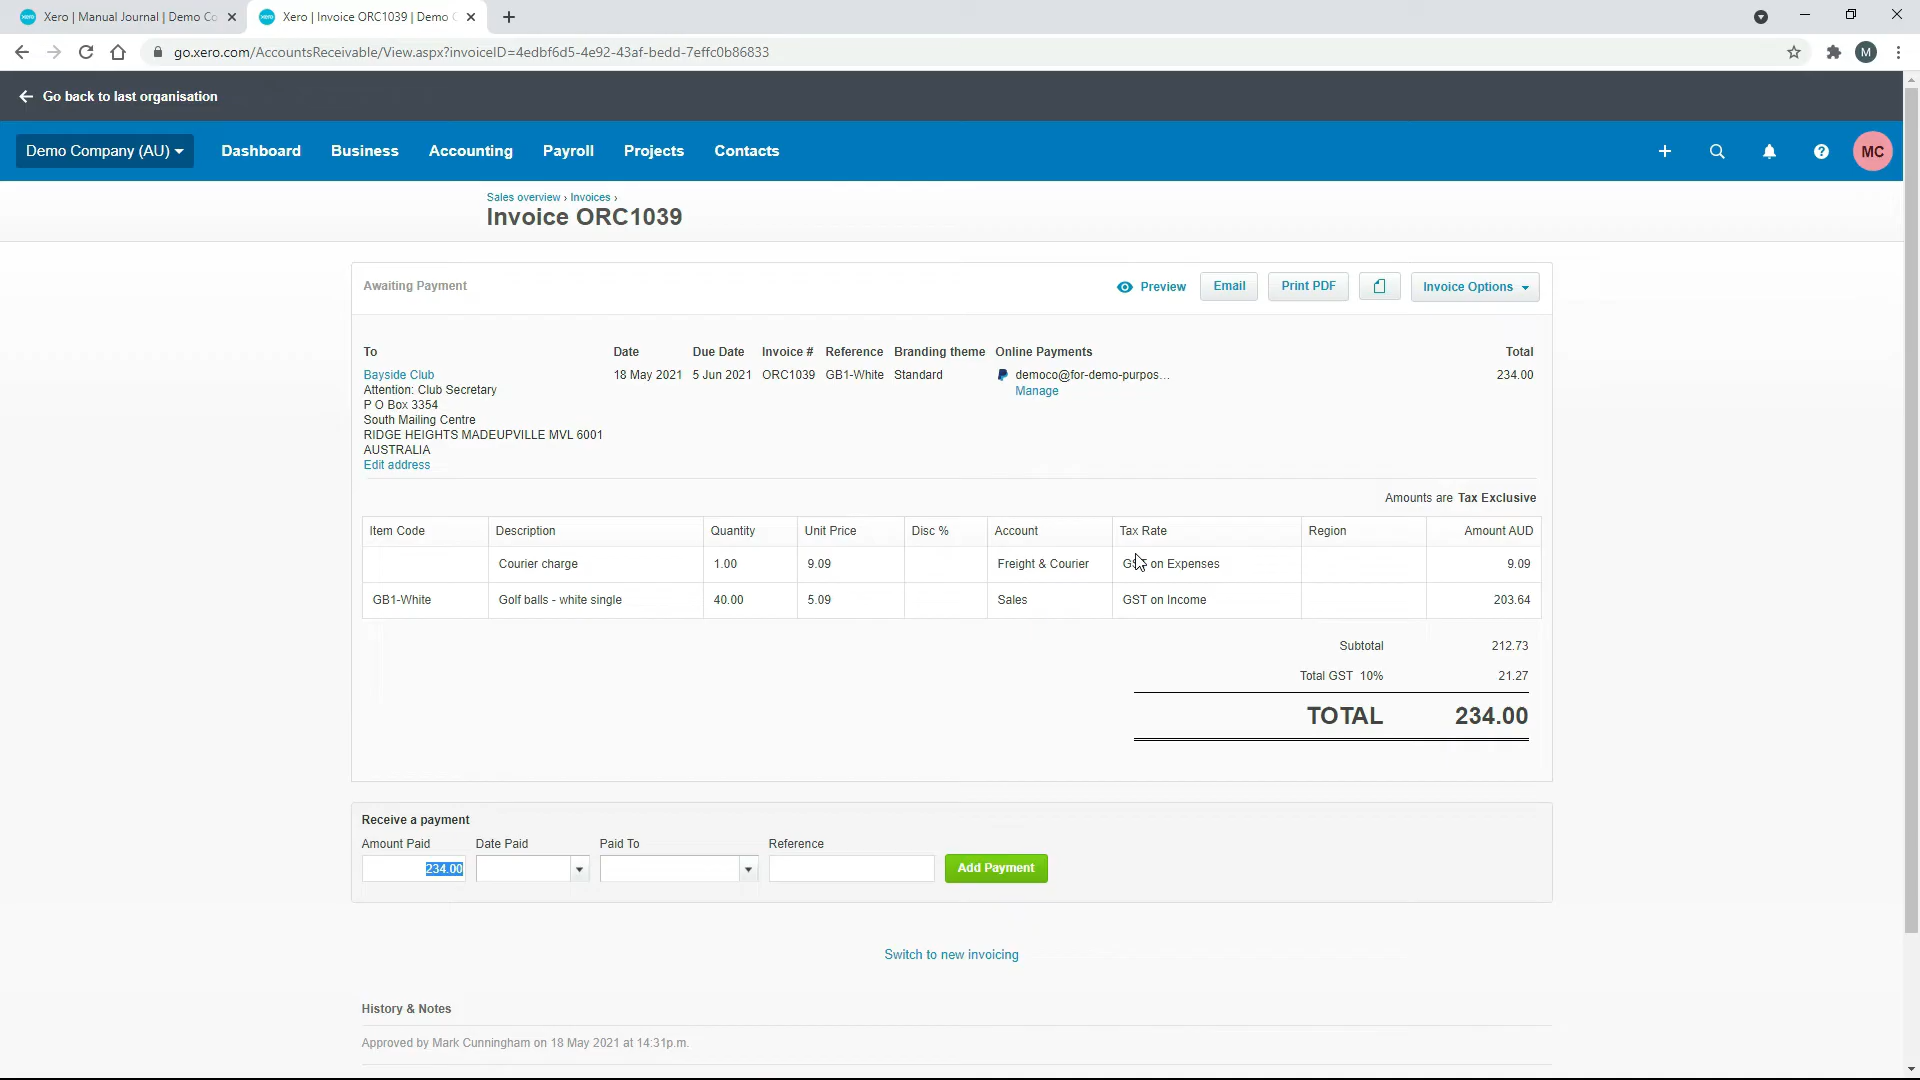 Xero | Manual Journal | Demo Co
Xero | Invoice ORC1039 | Demo C
go.xero.com/AccountsReceivable/View.aspx?invoiceID=4edbf6d5-4e92-43af-bedd-7effc0b86833
M
Go back to last organisation
Demo Company (AU) Dashboard Business Accounting Payroll Projects Contacts MC
Sales overview › Invoices ›
Invoice ORC1039
Awaiting Payment Preview Email Print PDF Invoice Options
To Date Due Date Invoice # Reference Branding theme Online Payments Total
Bayside Club 18 May 2021 5 Jun 2021 ORC1039 GB1-White Standard democo@for-demo-purpos... 234.00
Attention: Club Secretary Manage
P O Box 3354
South Mailing Centre
RIDGE HEIGHTS MADEUPVILLE MVL 6001
AUSTRALIA
Edit address
Amounts are Tax Exclusive
Item Code Description Quantity Unit Price Disc % Account Tax Rate Region Amount AUD
Courier charge 1.00 9.09 Freight & Courier GST on Expenses 9.09
GB1-White Golf balls - white single 40.00 5.09 Sales GST on Income 203.64
Subtotal 212.73
Total GST 10% 21.27
TOTAL 234.00
Receive a payment
Amount Paid Date Paid Paid To Reference
234.00 Add Payment
Switch to new invoicing
History & Notes
Approved by Mark Cunningham on 18 May 2021 at 14:31p.m.